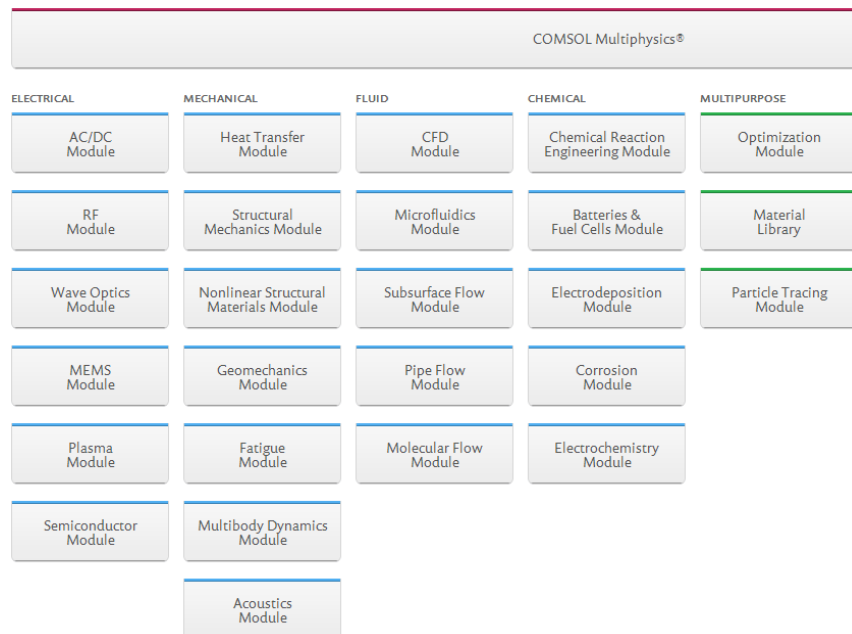 COMSOL Multiphysics®
ELECTRICAL
MECHANICAL
FLUID
CHEMICAL
MULTIPURPOSE
AC/DC
Module
Heat Transfer
Module
CFD
Module
Chemical Reaction
Engineering Module
Optimization
Module
RF
Module
Structural
Mechanics Module
Microfluidics
Module
Batteries &
Fuel Cells Module
Material
Library
Wave Optics
Module
Nonlinear Structural
Materials Module
Subsurface Flow
Module
Electrodeposition
Module
Particle Tracing
Module
MEMS
Module
Geomechanics
Module
Pipe Flow
Module
Corrosion
Module
Plasma
Module
Fatigue
Module
Molecular Flow
Module
Electrochemistry
Module
Semiconductor
Module
Multibody Dynamics
Module
Acoustics
Module